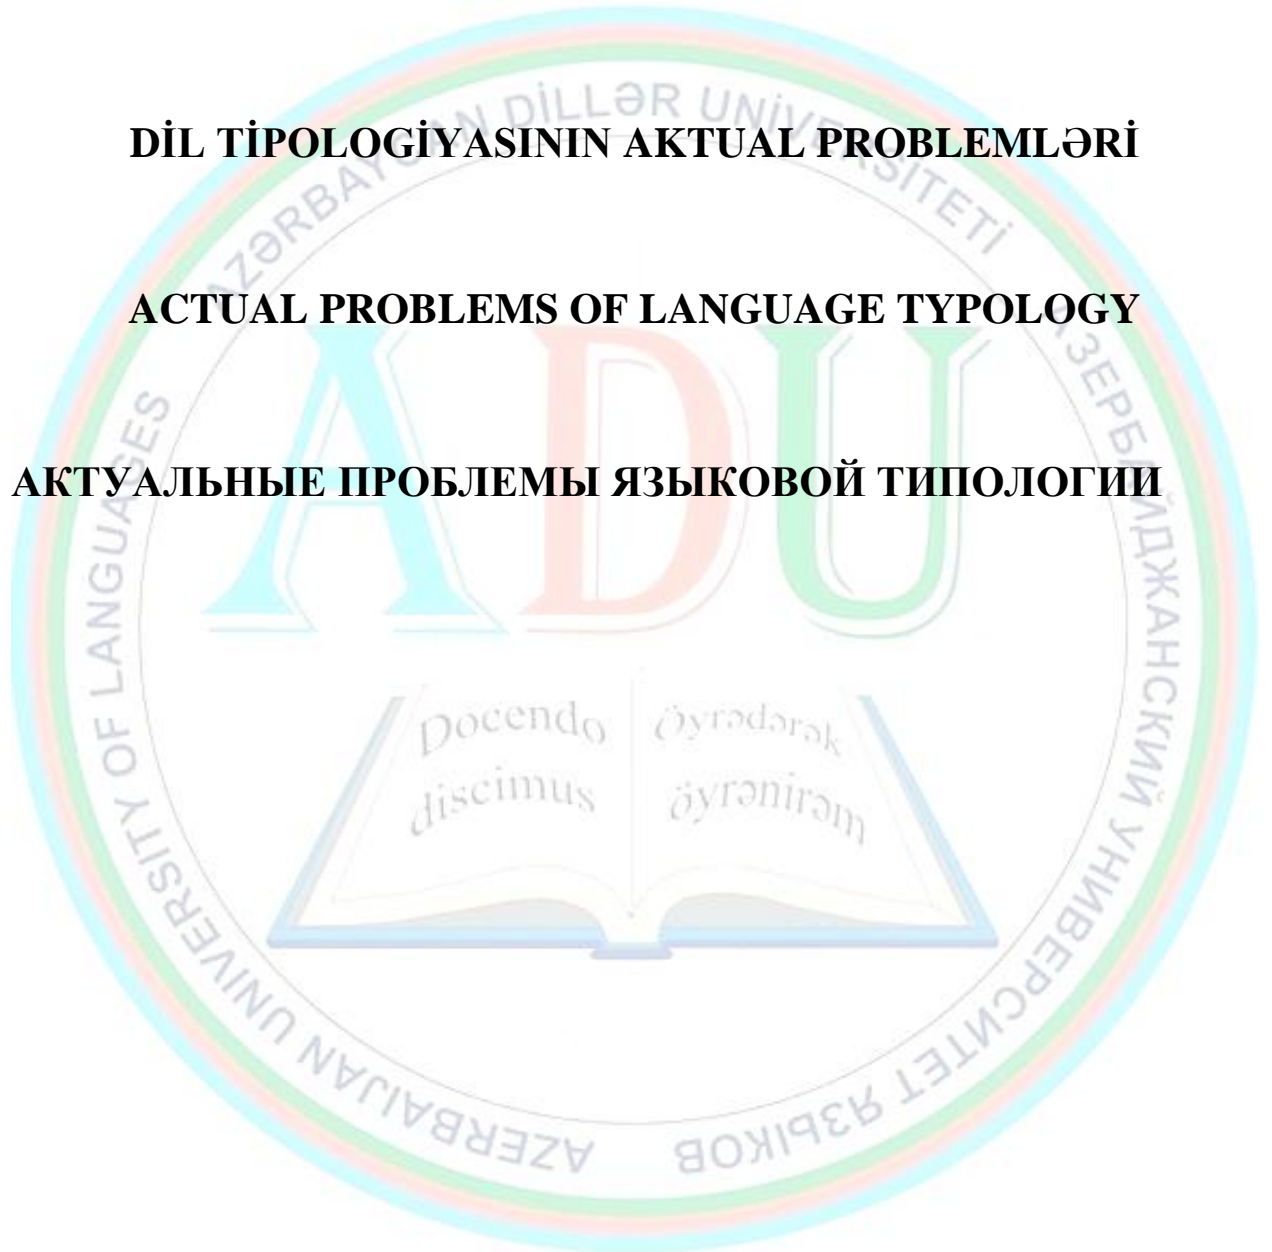 DİL TİPOLOGİYASININ AKTUAL PROBLEMLƏRİ
ACTUAL PROBLEMS OF LANGUAGE TYPOLOGY
АКТУАЛЬНЫЕ ПРОБЛЕМЫ ЯЗЫКОВОЙ ТИПОЛОГИИ
AZƏRBAYCAN DİLLƏR UNİVERSİTETİ
АЗЕРБАЙДЖАНСКИЙ УНИВЕРСИТЕТ ЯЗЫКОВ
AZERBAIJAN UNIVERSITY OF LANGUAGES
ADU
Docendo
discimus
Öyrədərək
öyrənirəm